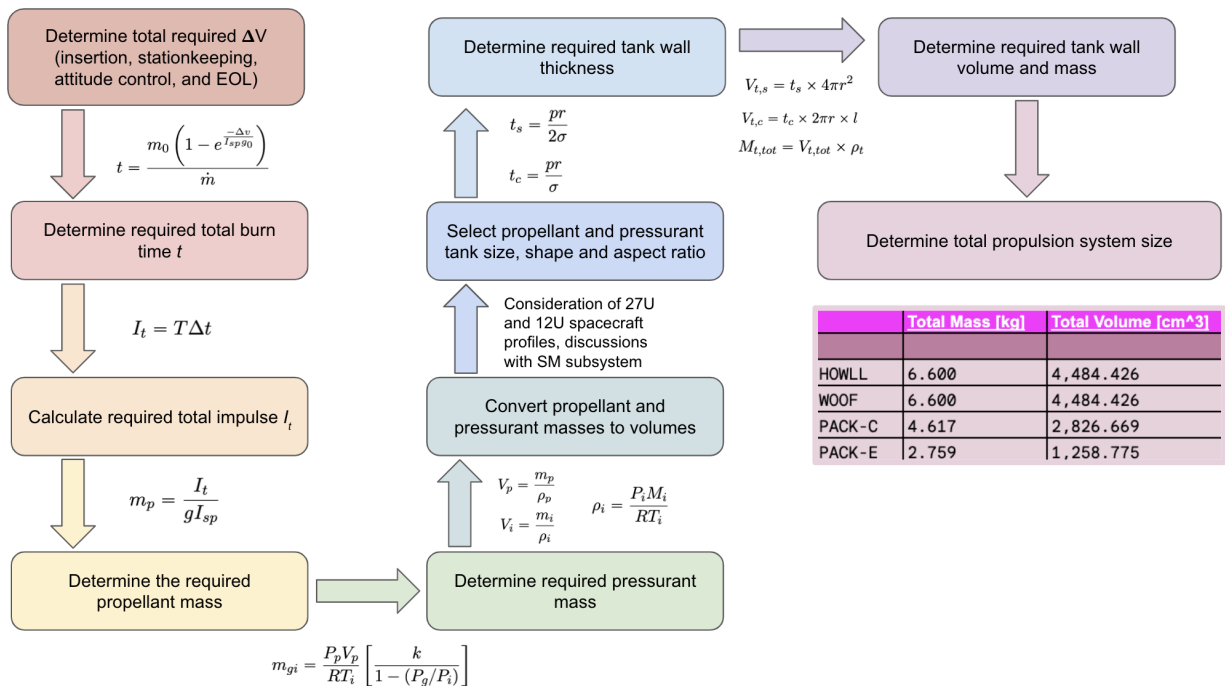 Determine total required ΔV
(insertion, stationkeeping,
attitude control, and EOL)
t = m₀ (1 − e^(−Δv / I_sp g₀)) / ṁ
Determine required total burn
time t
I_t = TΔt
Calculate required total impulse I_t
m_p = I_t / gI_sp
Determine the required
propellant mass
m_gi = P_pV_p / RT_i [k / 1 − (P_g/P_i)]
Determine required pressurant
mass
V_p = m_p / ρ_p
V_i = m_i / ρ_i
ρ_i = P_iM_i / RT_i
Convert propellant and
pressurant masses to volumes
Consideration of 27U
and 12U spacecraft
profiles, discussions
with SM subsystem
Select propellant and pressurant
tank size, shape and aspect ratio
t_s = pr / 2σ
t_c = pr / σ
Determine required tank wall
thickness
V_t,s = t_s × 4πr²
V_t,c = t_c × 2πr × l
M_t,tot = V_t,tot × ρ_t
Determine required tank wall
volume and mass
Determine total propulsion system size
Total Mass [kg] Total Volume [cm^3]
HOWLL 6.600 4,484.426
WOOF 6.600 4,484.426
PACK-C 4.617 2,826.669
PACK-E 2.759 1,258.775